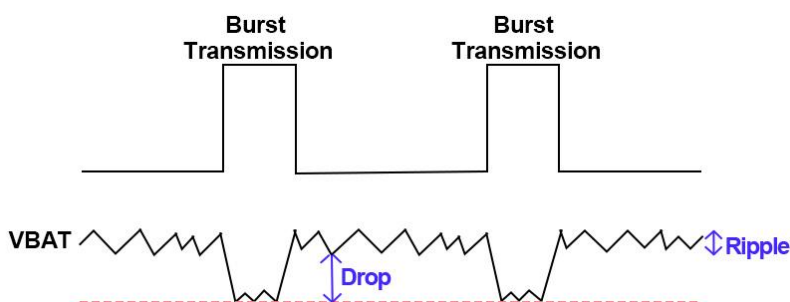 Burst
Transmission
Burst
Transmission
VBAT
Drop
Ripple